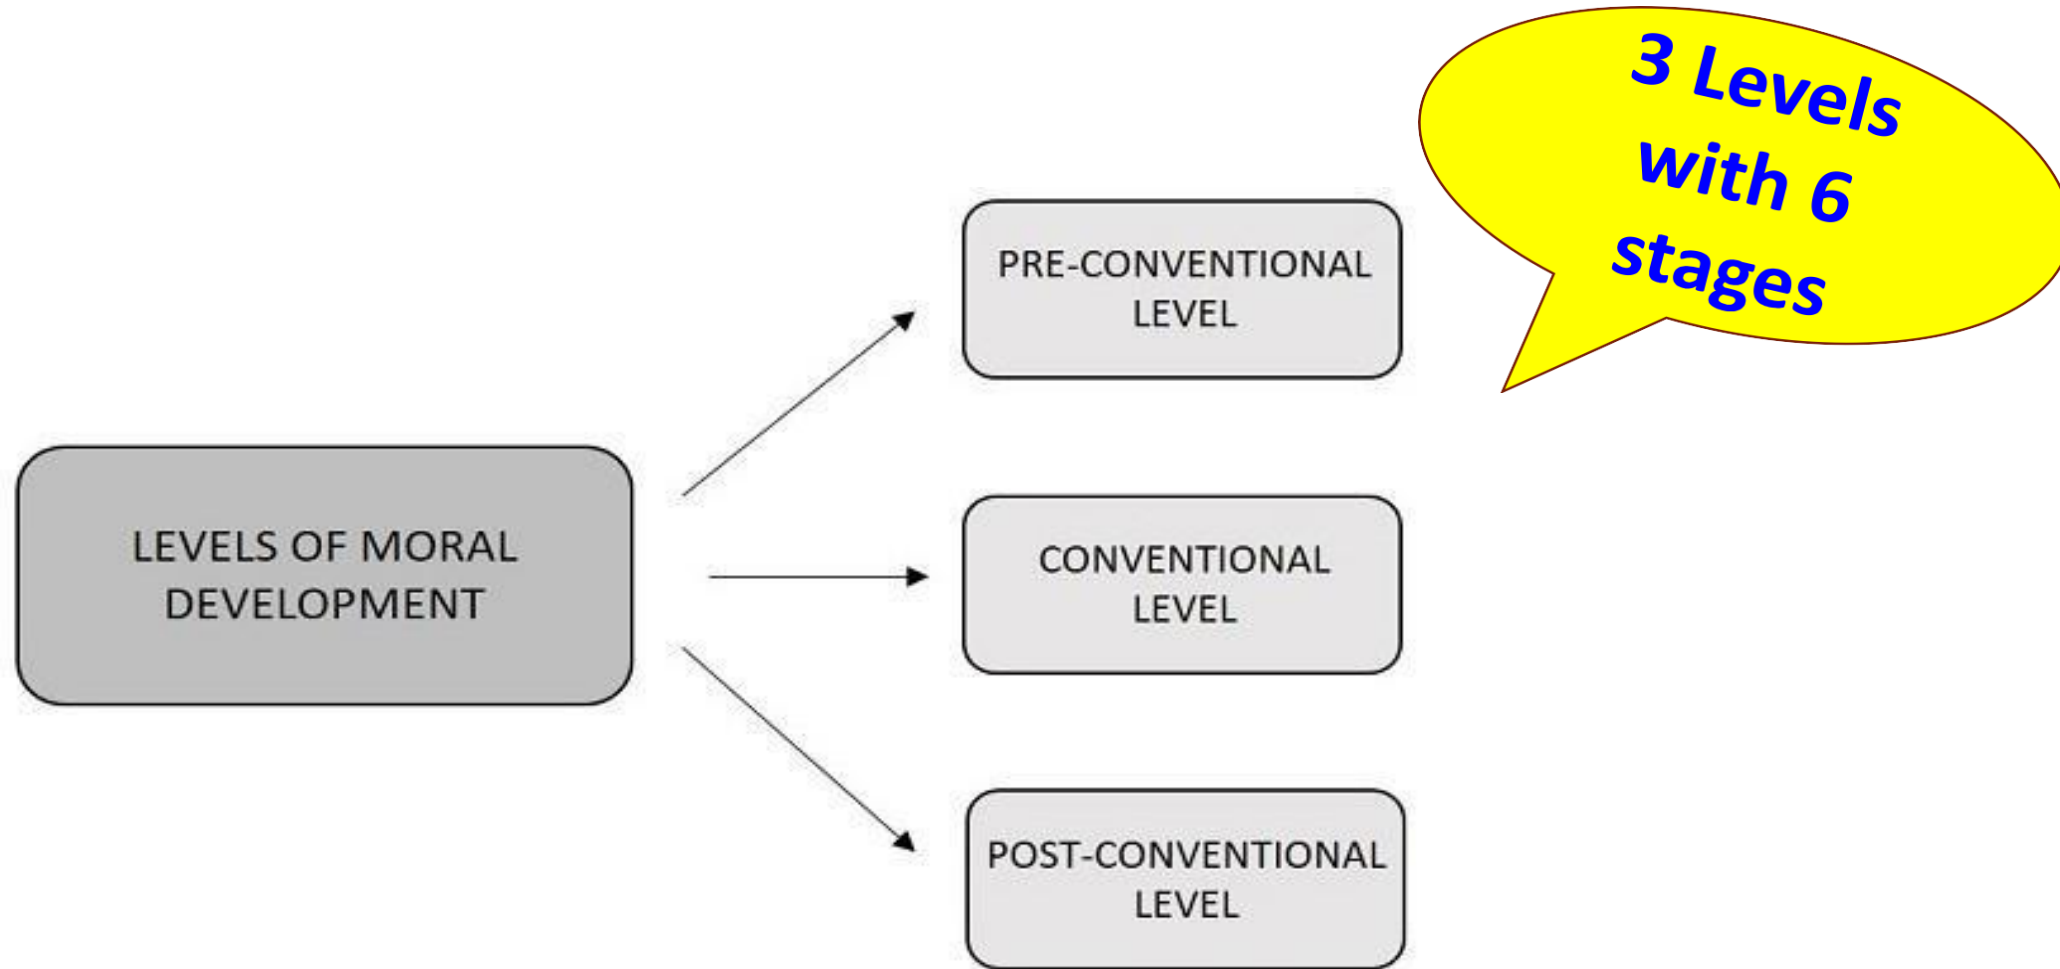 3 Levels
with 6
stages
PRE-CONVENTIONAL
LEVEL
LEVELS OF MORAL
DEVELOPMENT
CONVENTIONAL
LEVEL
POST-CONVENTIONAL
LEVEL